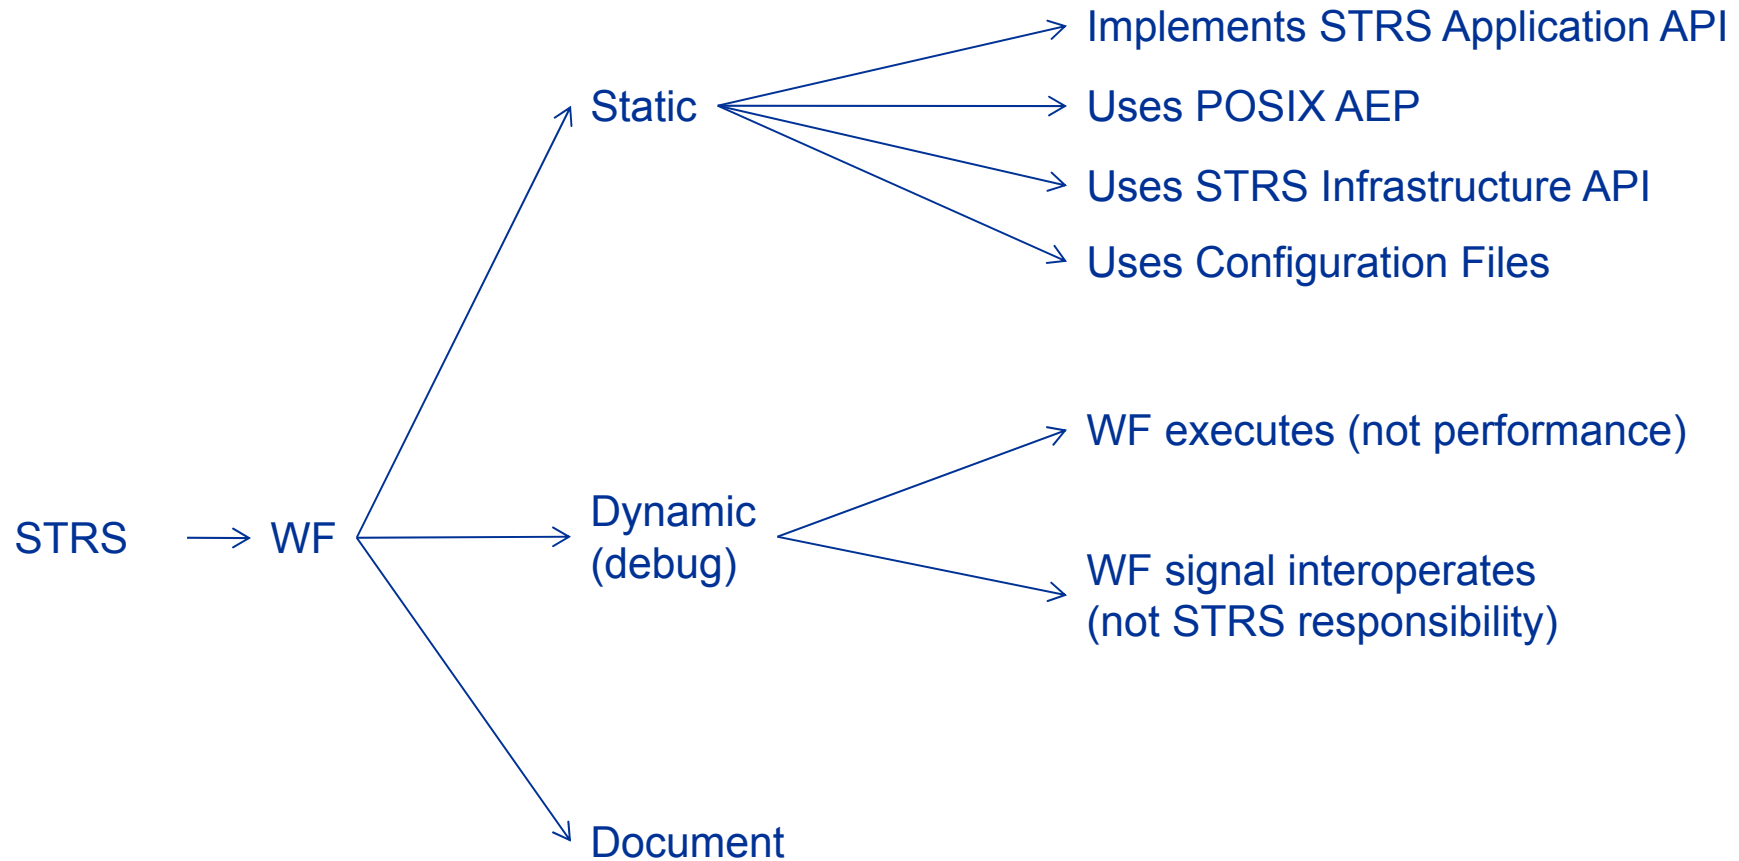 Implements STRS Application API
Static
Uses POSIX AEP
Uses STRS Infrastructure API
Uses Configuration Files
WF executes (not performance)
STRS
WF
Dynamic
(debug)
WF signal interoperates
(not STRS responsibility)
Document